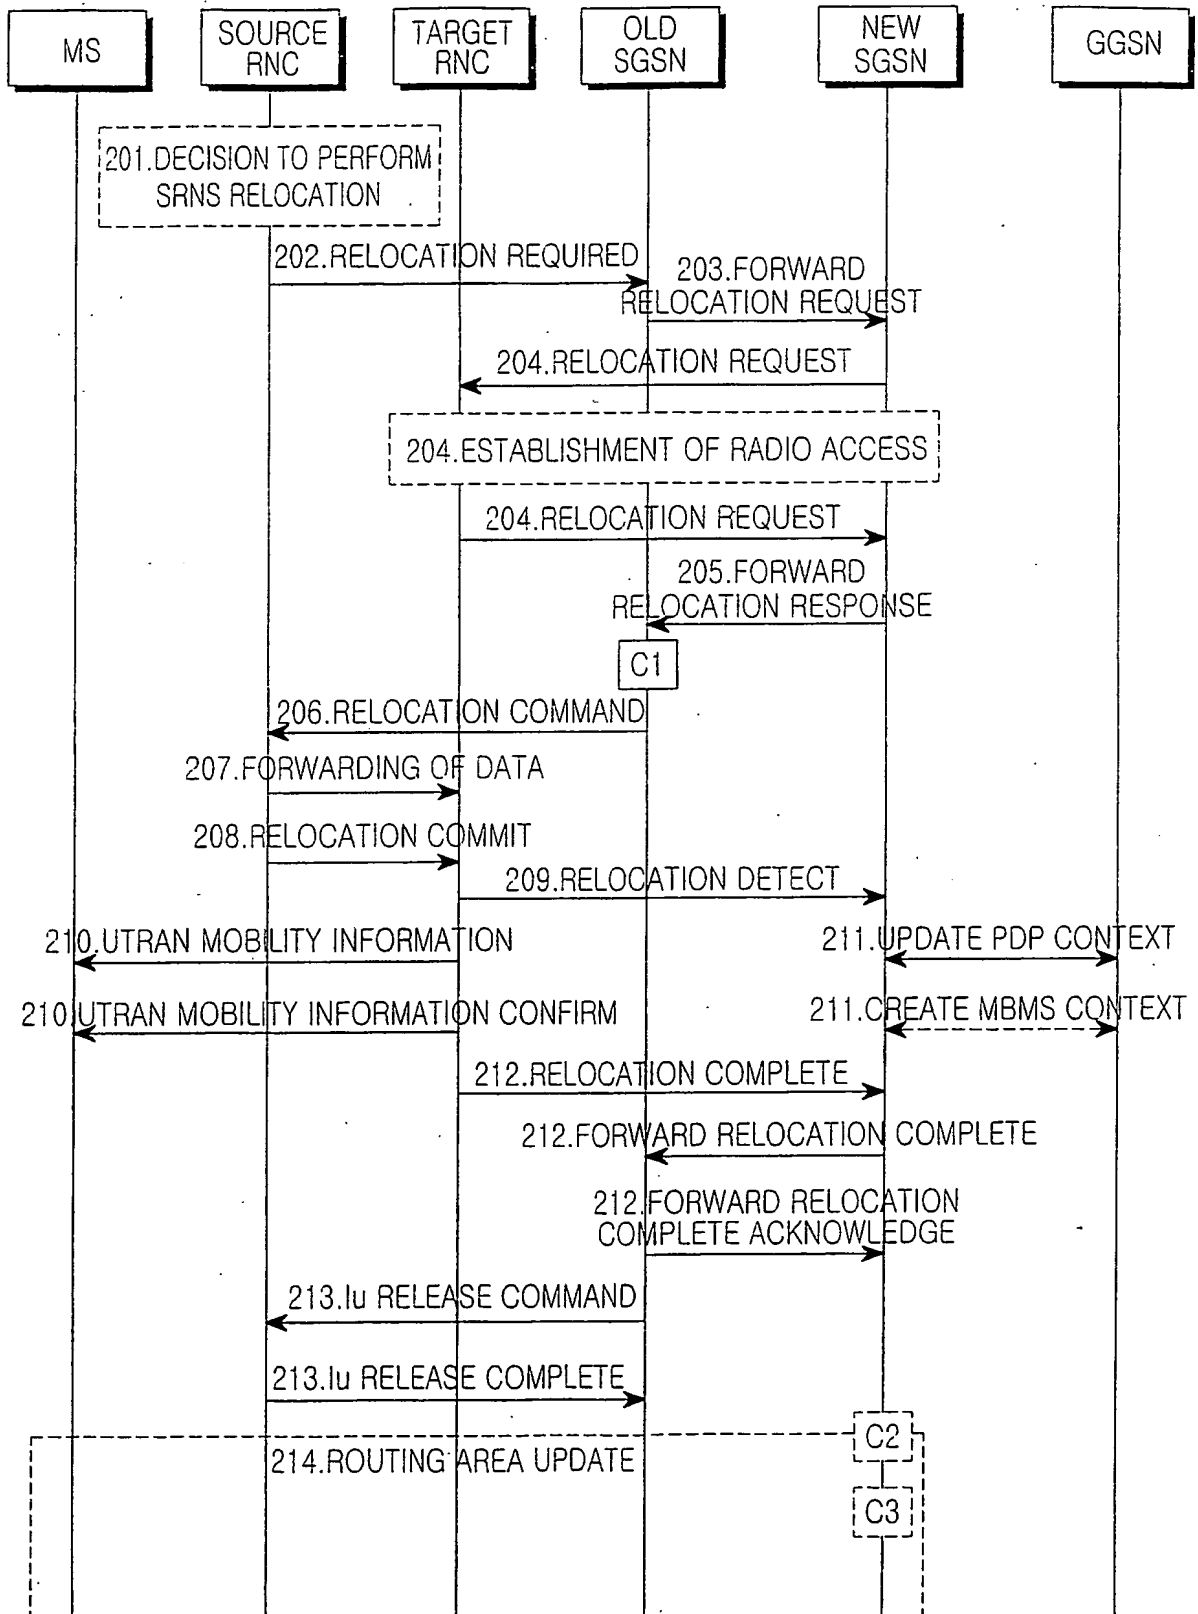 MS
SOURCE
RNC
TARGET
RNC
OLD
SGSN
NEW
SGSN
GGSN
201.DECISION TO PERFORM
SRNS RELOCATION
202.RELOCATION REQUIRED
203.FORWARD
RELOCATION REQUEST
204.RELOCATION REQUEST
204.ESTABLISHMENT OF RADIO ACCESS
204.RELOCATION REQUEST
205.FORWARD
RELOCATION RESPONSE
C1
206.RELOCATION COMMAND
207.FORWARDING OF DATA
208.RELOCATION COMMIT
209.RELOCATION DETECT
210.UTRAN MOBILITY INFORMATION
211.UPDATE PDP CONTEXT
210.UTRAN MOBILITY INFORMATION CONFIRM
211.CREATE MBMS CONTEXT
212.RELOCATION COMPLETE
212.FORWARD RELOCATION COMPLETE
212.FORWARD RELOCATION
COMPLETE ACKNOWLEDGE
213.Iu RELEASE COMMAND
213.Iu RELEASE COMPLETE
C2
214.ROUTING AREA UPDATE
C3